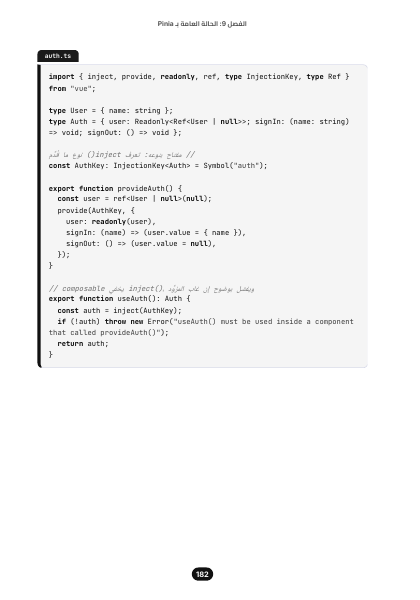 الفصل 9: الحالة العامة بـ Pinia
auth.ts
import { inject, provide, readonly, ref, type InjectionKey, type Ref }
from "vue";
type User = { name: string };
type Auth = { user: Readonly<Ref<User | null>>; signIn: (name: string)
=> void; signOut: () => void };
// مفتاح بنوعه: تعرف inject() نوع ما قُدّم
const AuthKey: InjectionKey<Auth> = Symbol("auth");
export function provideAuth() {
const user = ref<User | null>(null);
provide(AuthKey, {
user: readonly(user),
signIn: (name) => (user.value = { name }),
signOut: () => (user.value = null),
});
}
// composable يخفي inject()، ويفشل بوضوح إن غاب المزوِّد
export function useAuth(): Auth {
const auth = inject(AuthKey);
if (!auth) throw new Error("useAuth() must be used inside a component
that called provideAuth()");
return auth;
}
182